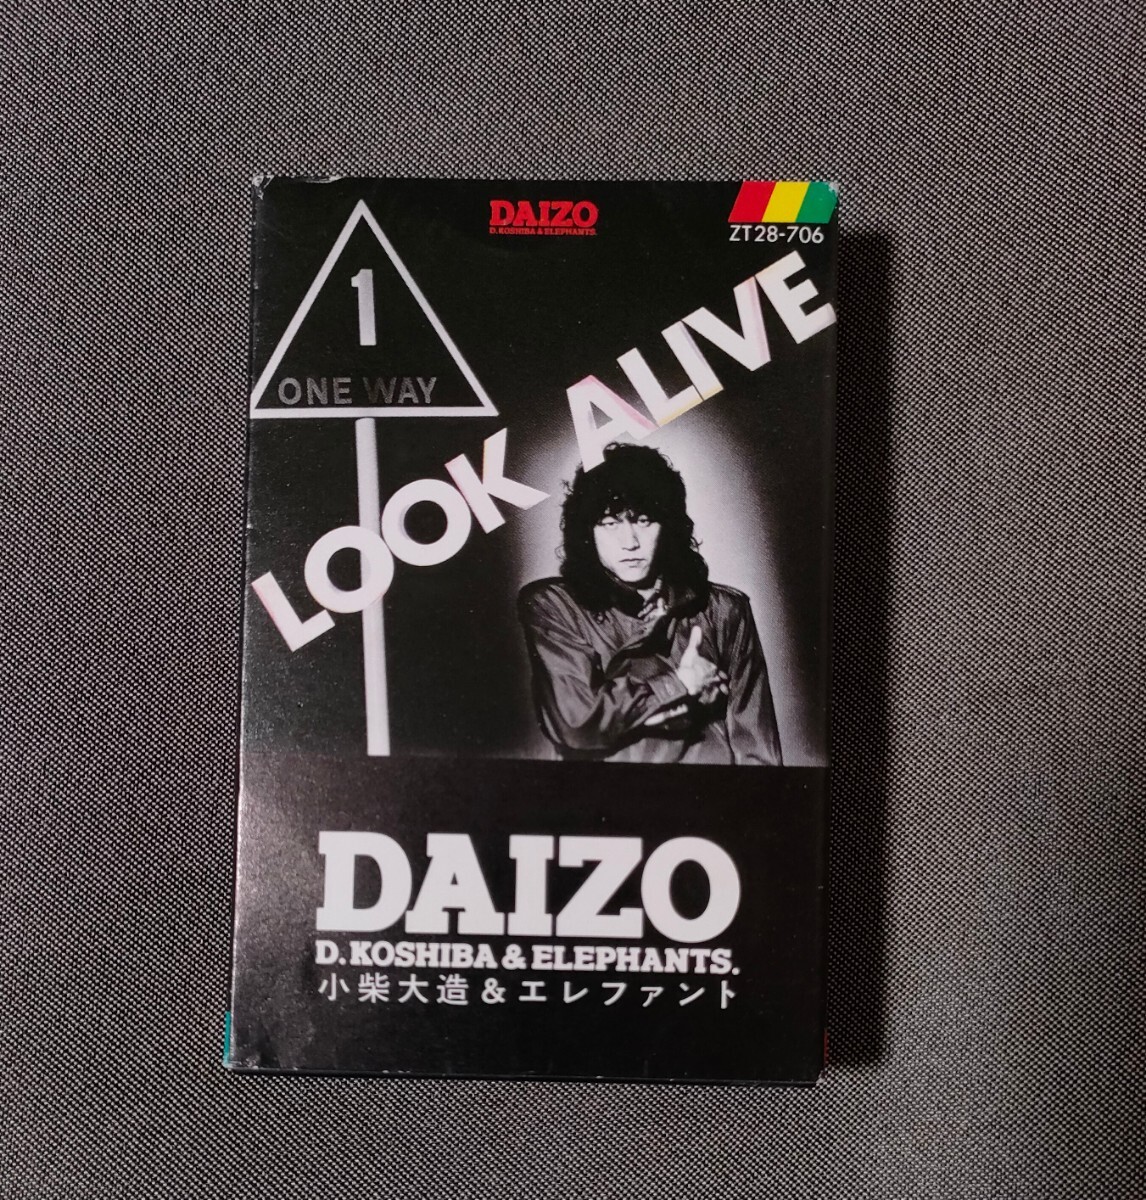 DAIZO
D. KOSHIBA & ELEPHANTS.
ZT28-706
1
ONE WAY
LOOK ALIVE
DAIZO
D. KOSHIBA & ELEPHANTS.
小柴大造&エレファント